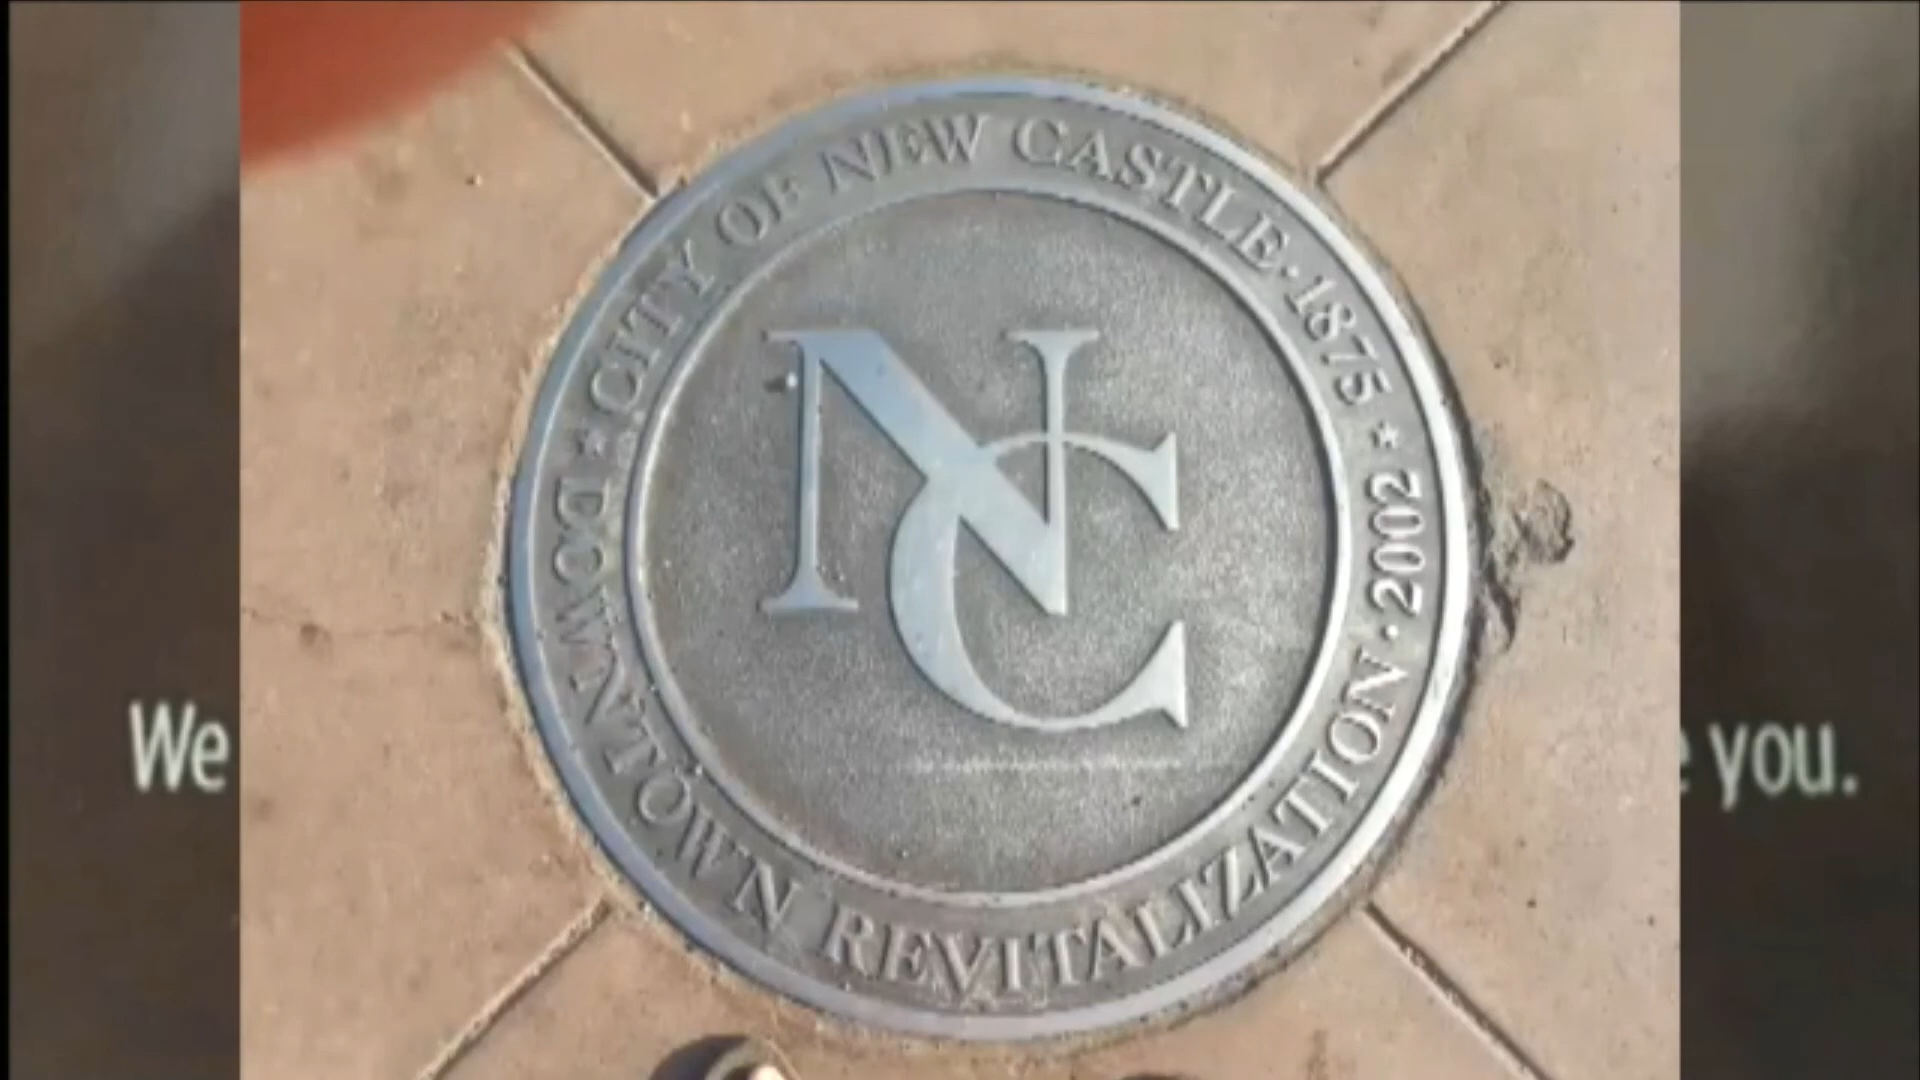 CITY OF NEW CASTLE · 1875
DOWNTOWN REVITALIZATION · 2002
NC
We
you.